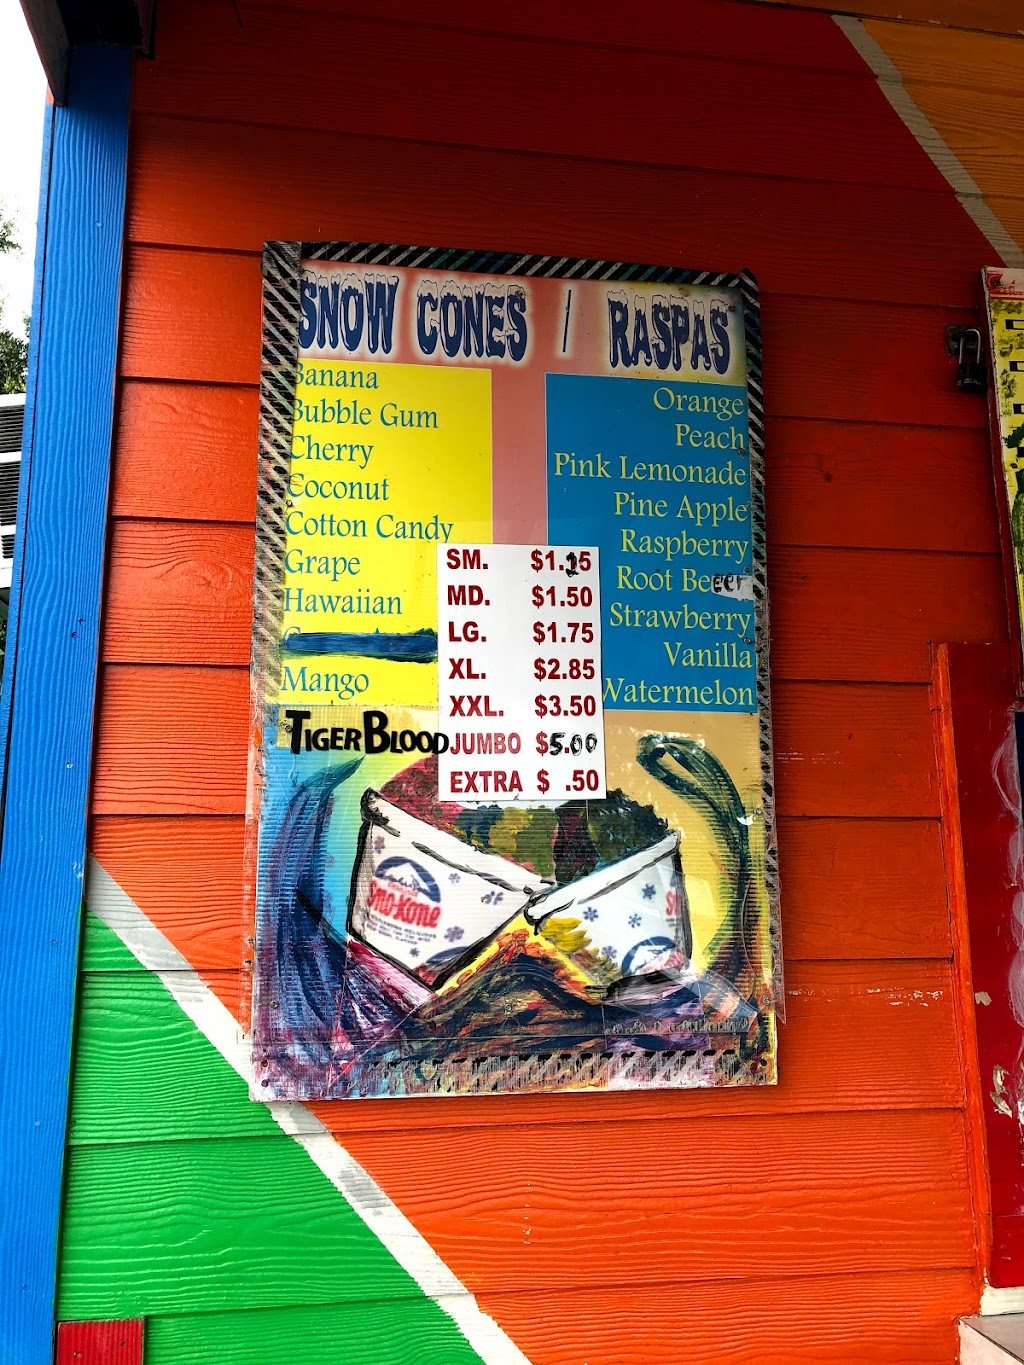 SNOW CONES / RASPAS
Banana
Bubble Gum
Cherry
Coconut
Cotton Candy
Grape
Hawaiian
Mango
TIGER BLOOD
Orange
Peach
Pink Lemonade
Pine Apple
Raspberry
Root Beer
Strawberry
Vanilla
Watermelon
SM. $1.25
MD. $1.50
LG. $1.75
XL. $2.85
XXL. $3.50
JUMBO $5.00
EXTRA $ .50
Sno-Kone